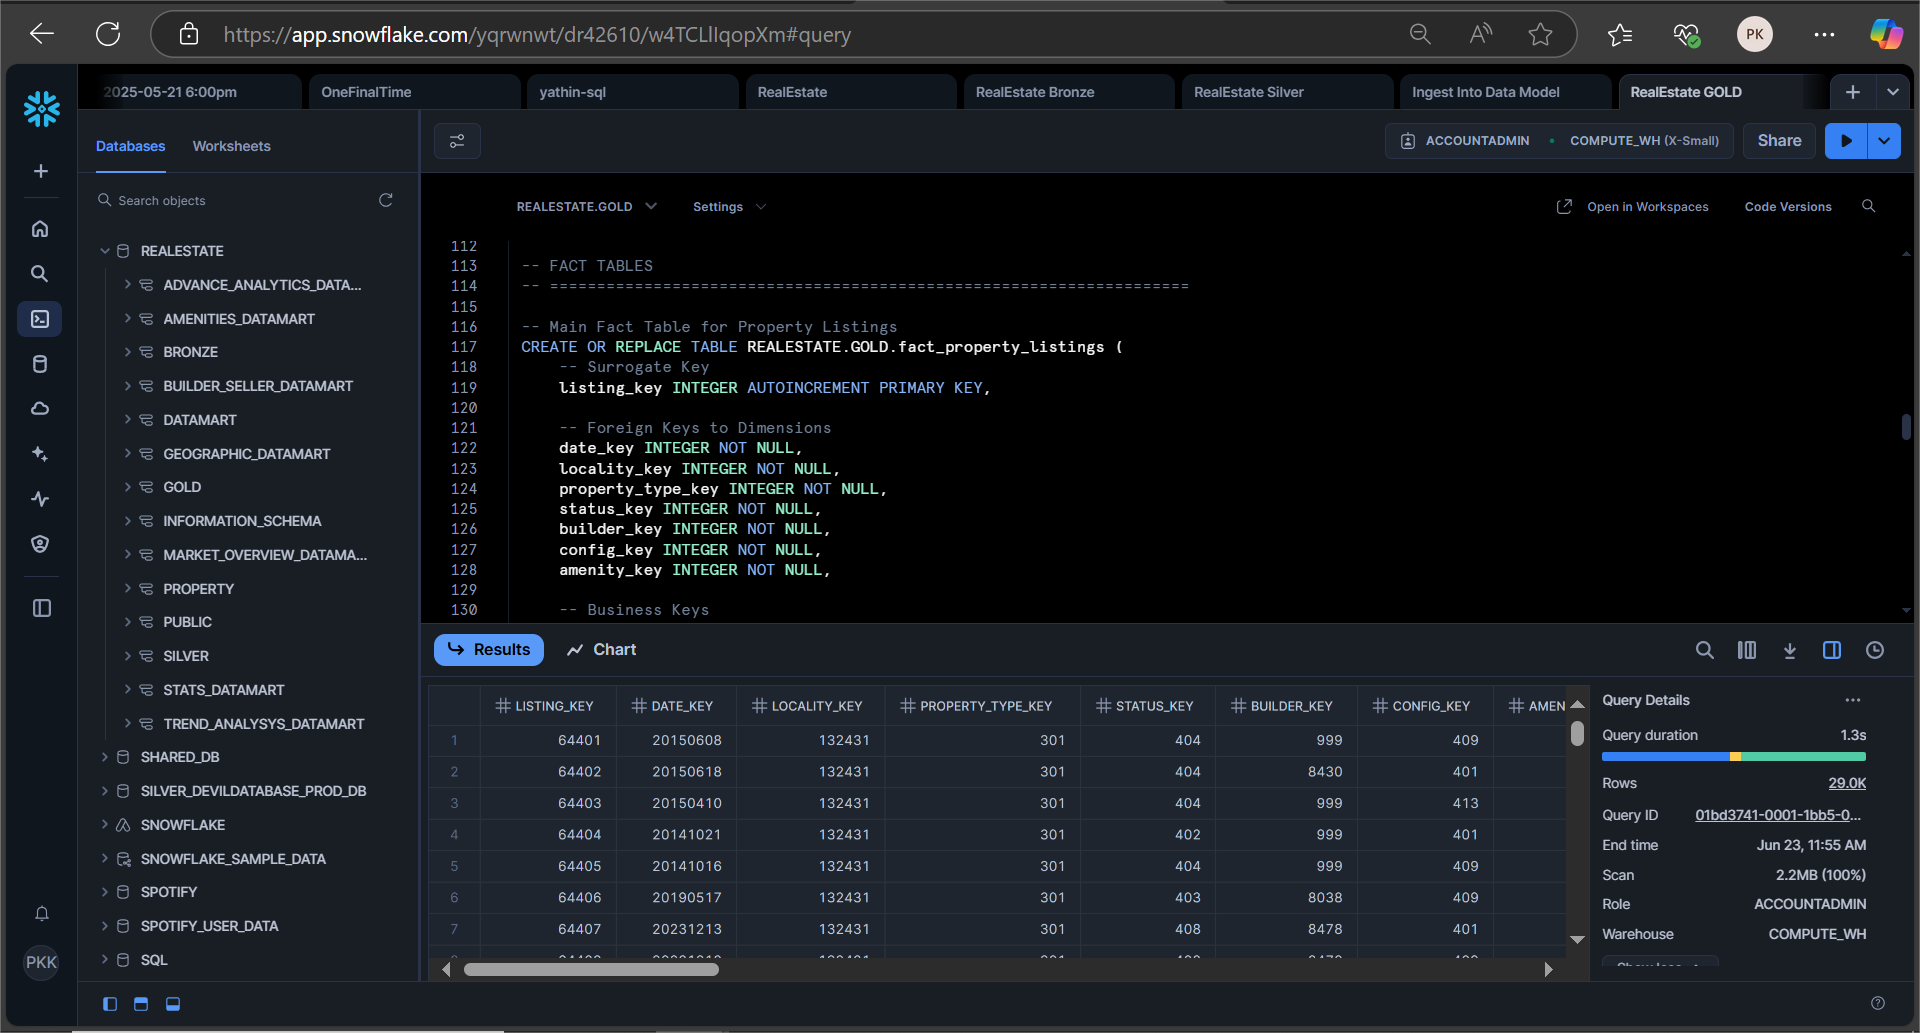 https://app.snowflake.com/yqrwnwt/dr42610/w4TCLlIqopXm#query
PK
2025-05-21 6:00pm
OneFinalTime
yathin-sql
RealEstate
RealEstate Bronze
RealEstate Silver
Ingest Into Data Model
RealEstate GOLD
Databases
Worksheets
ACCOUNTADMIN
COMPUTE_WH (X-Small)
Share
Search objects
REALESTATE
ADVANCE_ANALYTICS_DATA...
AMENITIES_DATAMART
BRONZE
BUILDER_SELLER_DATAMART
DATAMART
GEOGRAPHIC_DATAMART
GOLD
INFORMATION_SCHEMA
MARKET_OVERVIEW_DATAMA...
PROPERTY
PUBLIC
SILVER
STATS_DATAMART
TREND_ANALYSYS_DATAMART
SHARED_DB
SILVER_DEVILDATABASE_PROD_DB
SNOWFLAKE
SNOWFLAKE_SAMPLE_DATA
SPOTIFY
SPOTIFY_USER_DATA
SQL
PKK
REALESTATE.GOLD
Settings
Open in Workspaces
Code Versions
112
113 -- FACT TABLES
114 -- ====================================================================
115
116 -- Main Fact Table for Property Listings
117 CREATE OR REPLACE TABLE REALESTATE.GOLD.fact_property_listings (
118 -- Surrogate Key
119 listing_key INTEGER AUTOINCREMENT PRIMARY KEY,
120
121 -- Foreign Keys to Dimensions
122 date_key INTEGER NOT NULL,
123 locality_key INTEGER NOT NULL,
124 property_type_key INTEGER NOT NULL,
125 status_key INTEGER NOT NULL,
126 builder_key INTEGER NOT NULL,
127 config_key INTEGER NOT NULL,
128 amenity_key INTEGER NOT NULL,
129
130 -- Business Keys
Results
Chart
LISTING_KEY DATE_KEY LOCALITY_KEY PROPERTY_TYPE_KEY STATUS_KEY BUILDER_KEY CONFIG_KEY AMEN
1 64401 20150608 132431 301 404 999 409
2 64402 20150618 132431 301 404 8430 401
3 64403 20150410 132431 301 404 999 413
4 64404 20141021 132431 301 402 999 401
5 64405 20141016 132431 301 404 999 409
6 64406 20190517 132431 301 403 8038 409
7 64407 20231213 132431 301 408 8478 401
Query Details
Query duration 1.3s
Rows 29.0K
Query ID 01bd3741-0001-1bb5-0...
End time Jun 23, 11:55 AM
Scan 2.2MB (100%)
Role ACCOUNTADMIN
Warehouse COMPUTE_WH